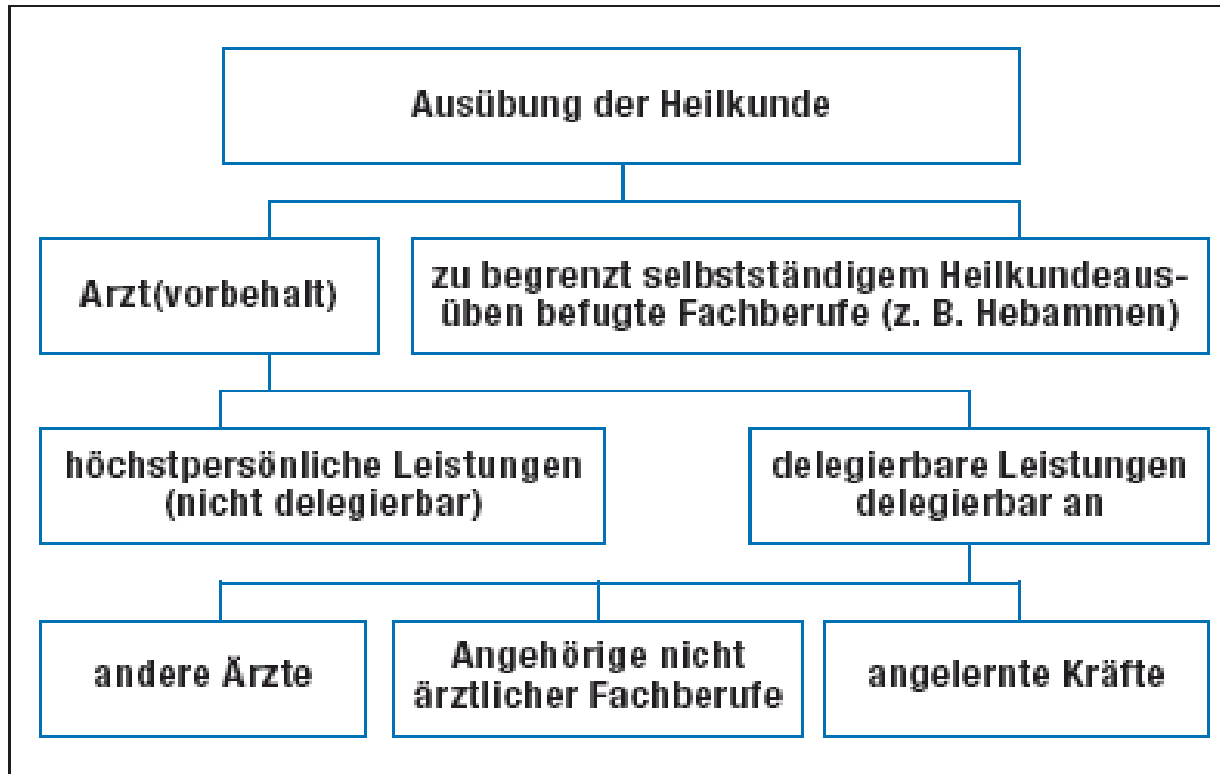 Ausübung der Heilkunde
Arzt(vorbehalt)
zu begrenzt selbstständigem Heilkundeaus-
üben befugte Fachberufe (z. B. Hebammen)
höchstpersönliche Leistungen
(nicht delegierbar)
delegierbare Leistungen
delegierbar an
andere Ärzte
Angehörige nicht
ärztlicher Fachberufe
angelernte Kräfte